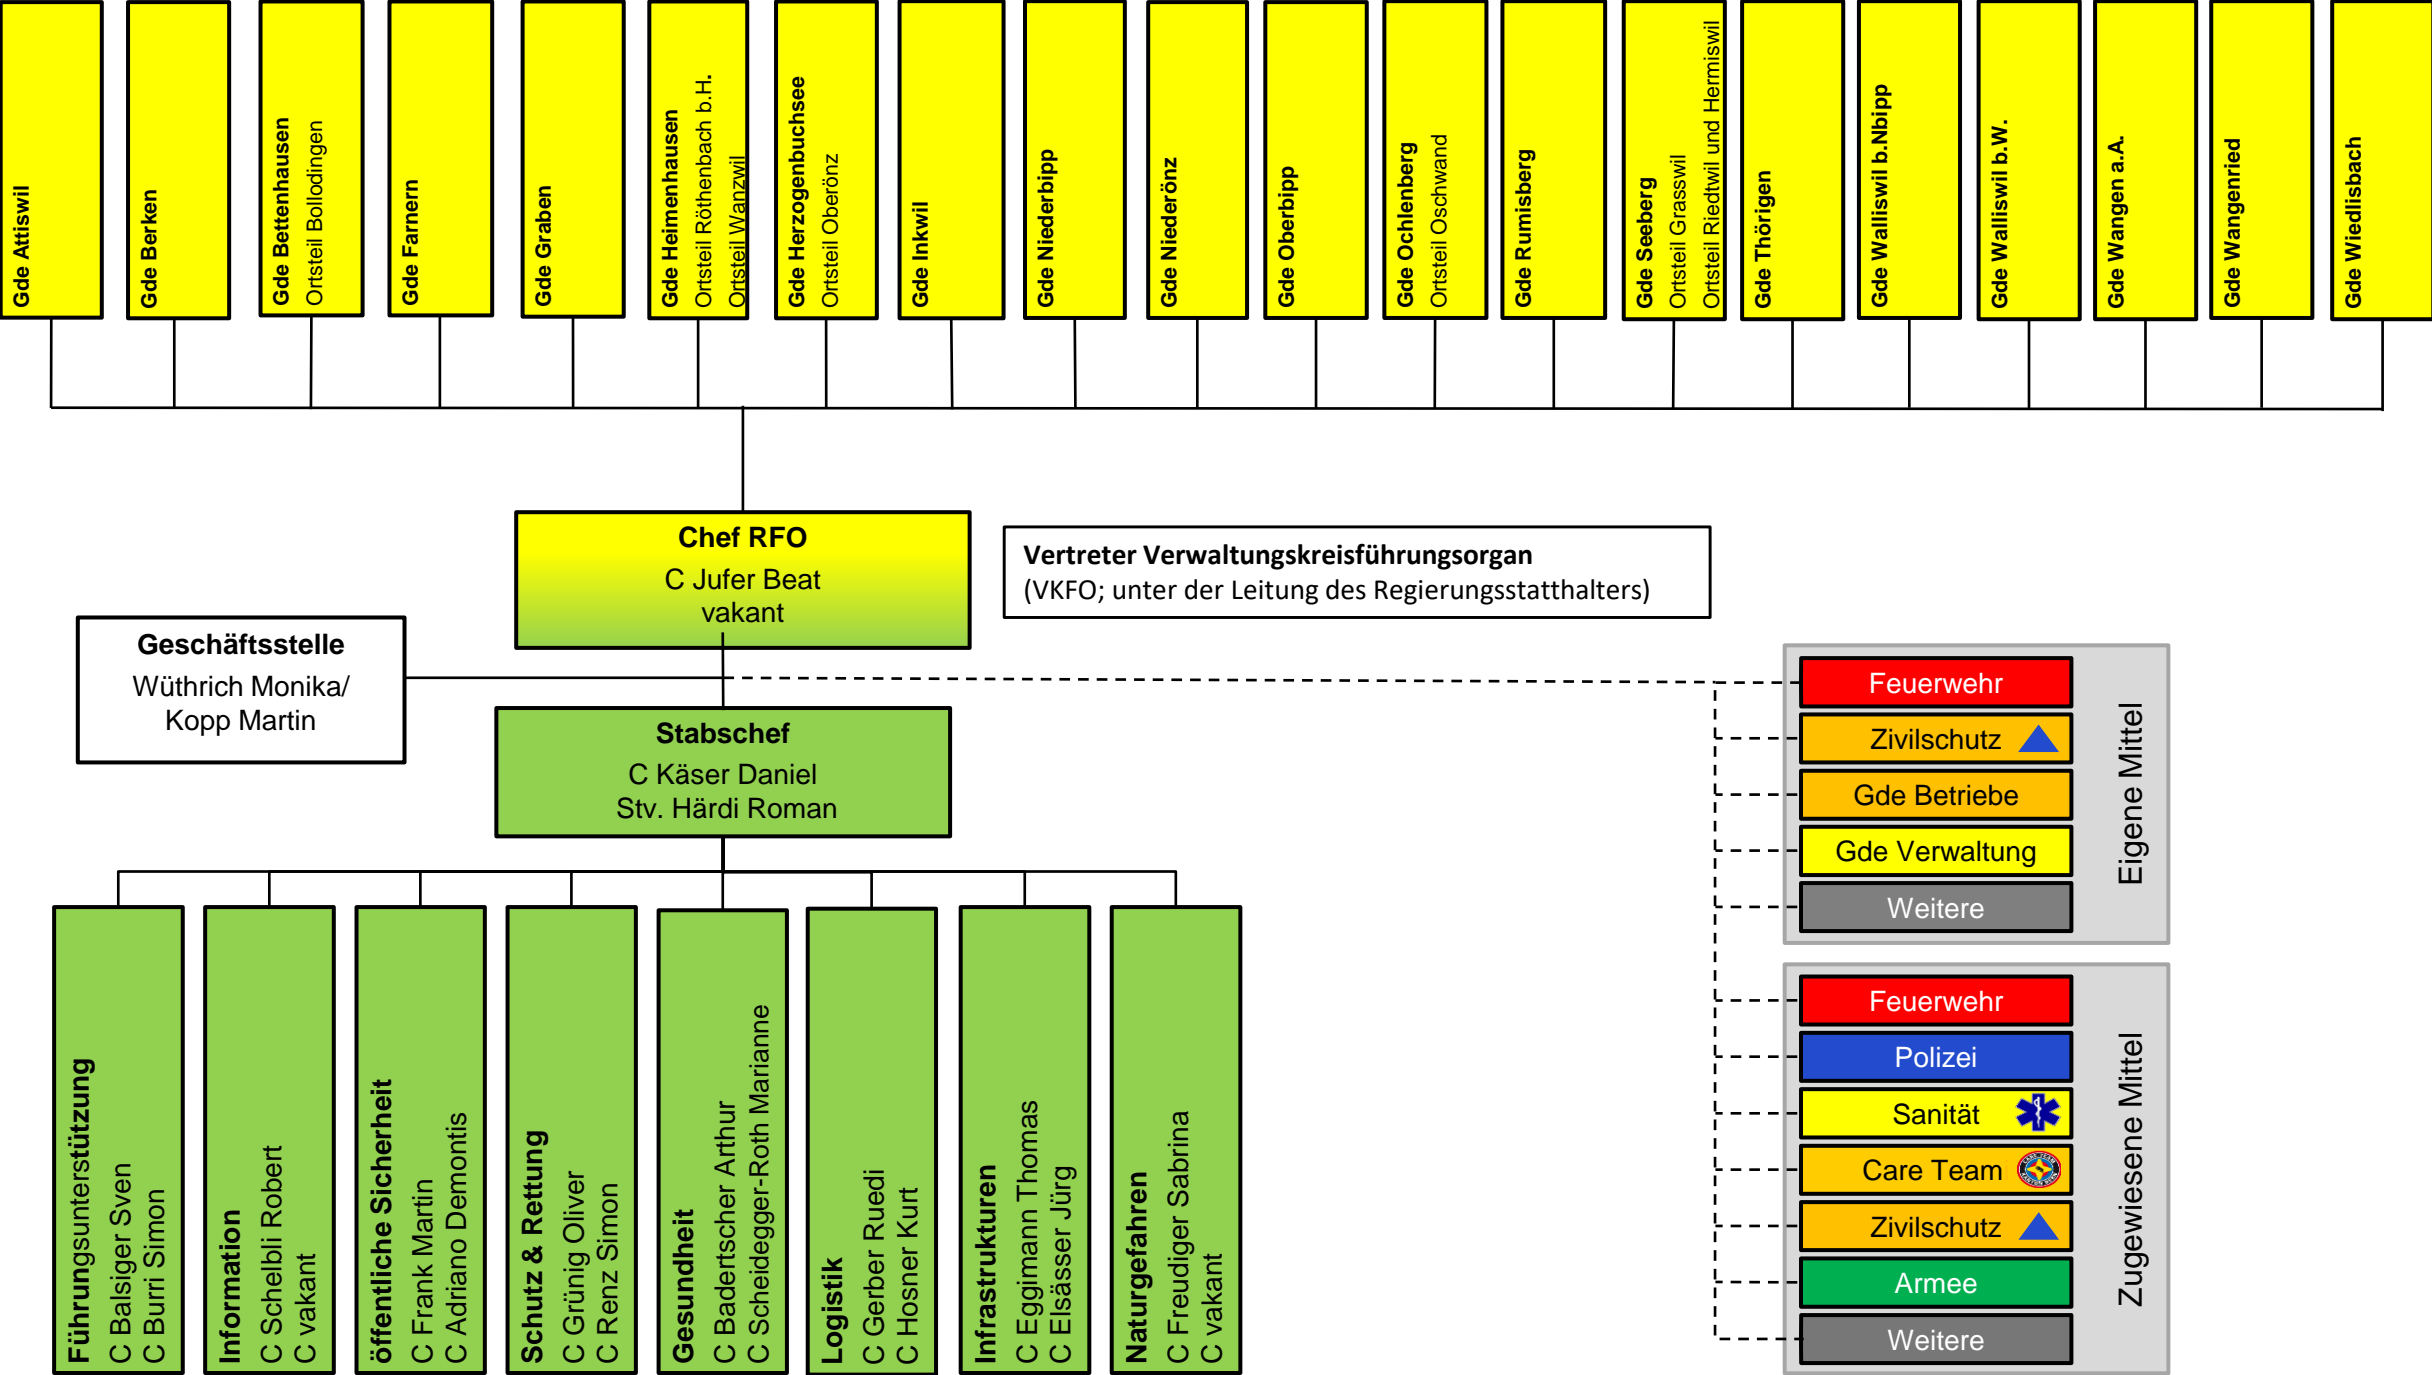 Gde Attiswil
Gde Berken
Gde Bettenhausen
Ortsteil Bollodingen
Gde Farnern
Gde Graben
Gde Heimenhausen
Ortsteil Röthenbach b.H.
Ortsteil Wanzwil
Gde Herzogenbuchsee
Ortsteil Oberönz
Gde Inkwil
Gde Niederbipp
Gde Niederönz
Gde Oberbipp
Gde Ochlenberg
Ortsteil Oschwand
Gde Rumisberg
Gde Seeberg
Ortsteil Grasswil
Ortsteil Riedtwil und Hermiswil
Gde Thörigen
Gde Walliswil b.Nbipp
Gde Walliswil b.W.
Gde Wangen a.A.
Gde Wangenried
Gde Wiedlisbach
Chef RFO
C Jufer Beat
vakant
Vertreter Verwaltungskreisführungsorgan
(VKFO; unter der Leitung des Regierungsstatthalters)
Geschäftsstelle
Wüthrich Monika/
Kopp Martin
Stabschef
C Käser Daniel
Stv. Härdi Roman
Führungsunterstützung
C Balsiger Sven
C Burri Simon
Information
C Schelbli Robert
C vakant
öffentliche Sicherheit
C Frank Martin
C Adriano Demontis
Schutz & Rettung
C Grünig Oliver
C Renz Simon
Gesundheit
C Badertscher Arthur
C Scheidegger-Roth Marianne
Logistik
C Gerber Ruedi
C Hosner Kurt
Infrastrukturen
C Eggimann Thomas
C Elsässer Jürg
Naturgefahren
C Freudiger Sabrina
C vakant
Feuerwehr
Zivilschutz
Gde Betriebe
Gde Verwaltung
Weitere
Eigene Mittel
Feuerwehr
Polizei
Sanität
Care Team
CARE TEAM
KANTON BERN
Zivilschutz
Armee
Weitere
Zugewiesene Mittel